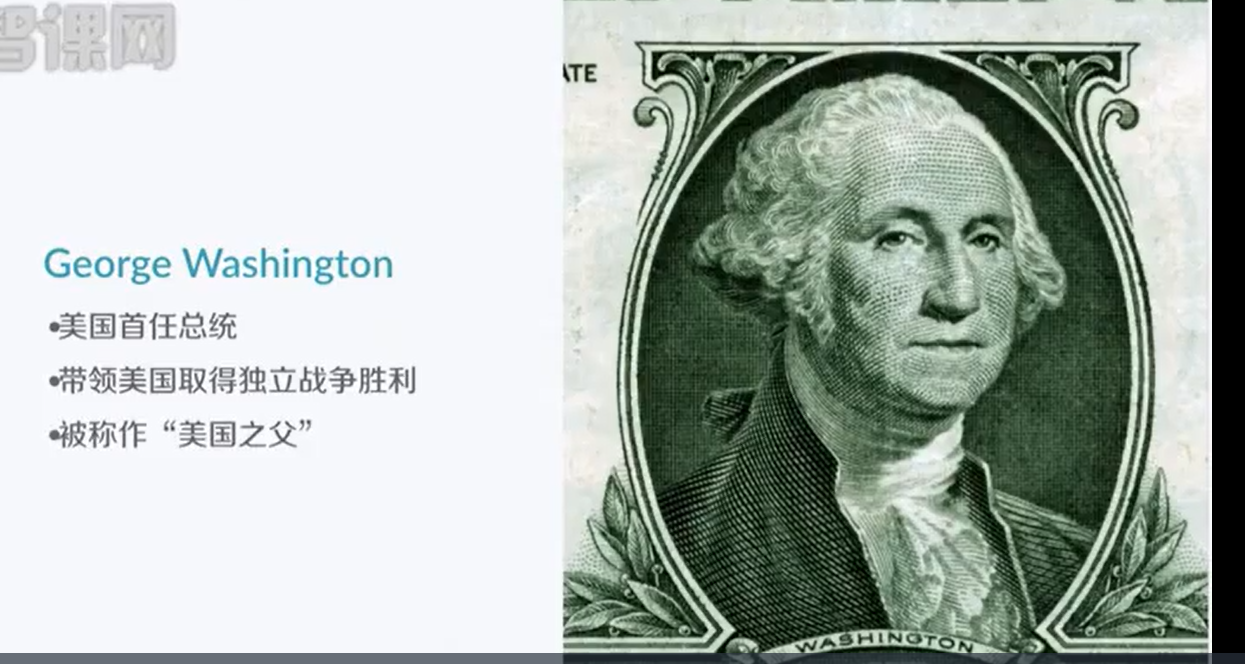 智课网
ATE
George Washington
•美国首任总统
•带领美国取得独立战争胜利
•被称作“美国之父”
WASHINGTON